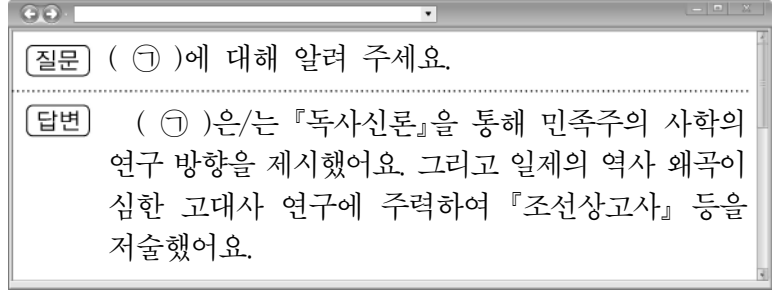 질문 ( ㉠ )에 대해 알려 주세요.
답변 ( ㉠ )은/는 『독사신론』을 통해 민족주의 사학의
연구 방향을 제시했어요. 그리고 일제의 역사 왜곡이
심한 고대사 연구에 주력하여 『조선상고사』 등을
저술했어요.